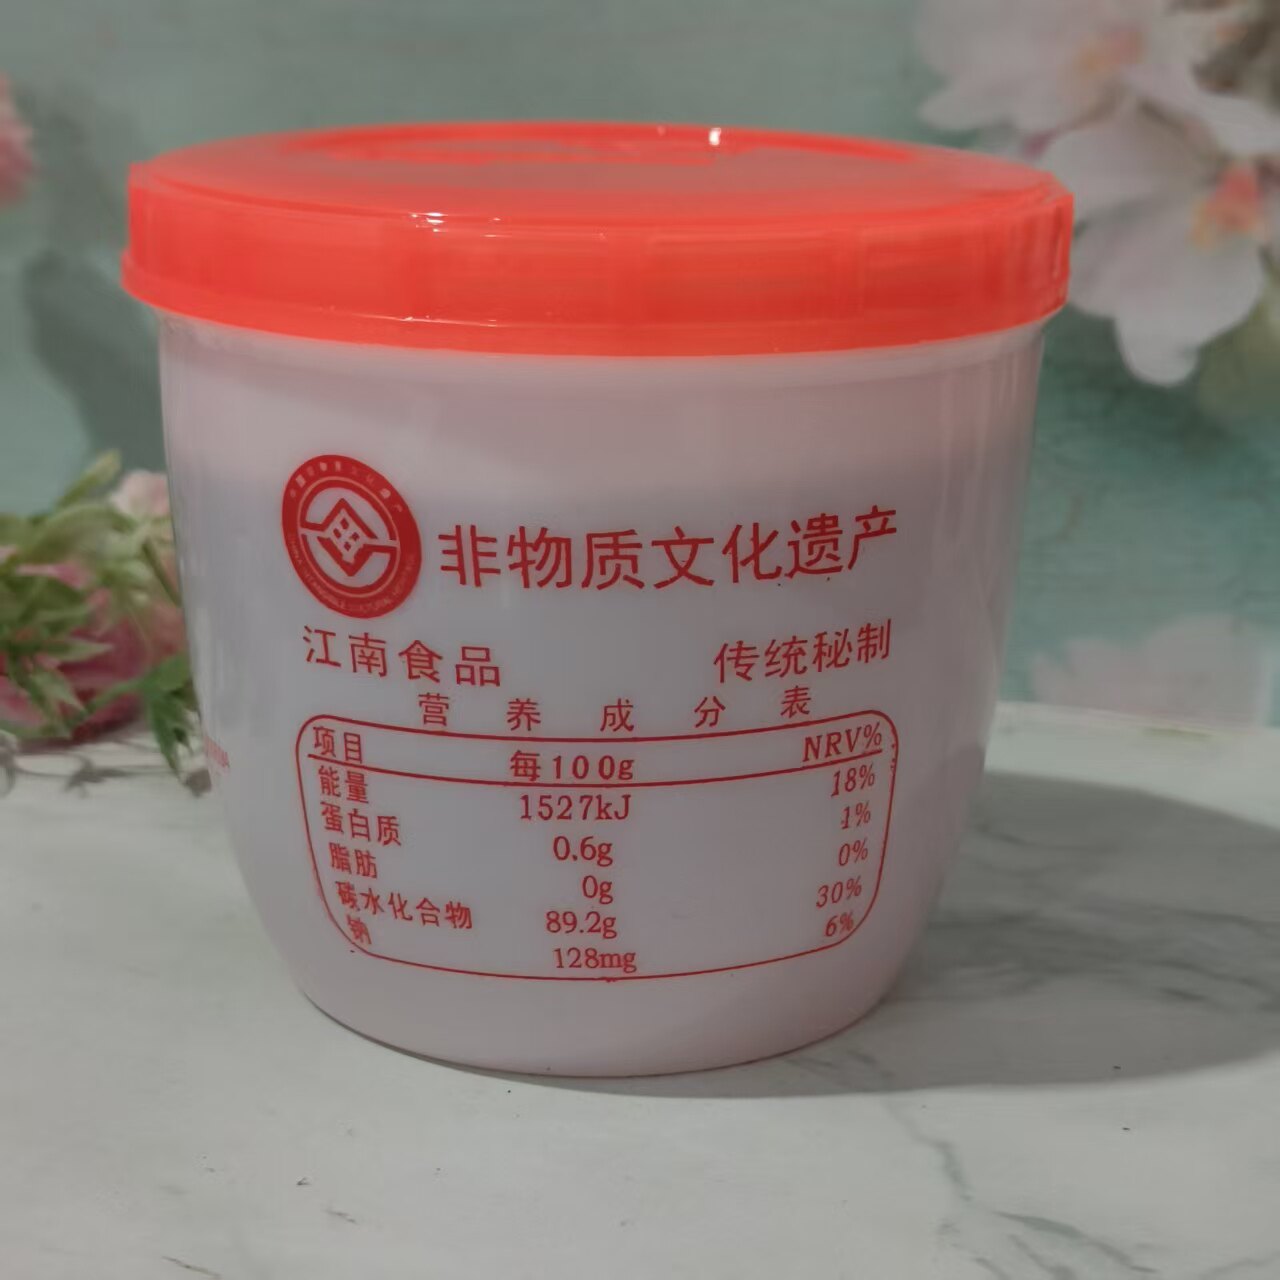 非物质文化遗产
江南食品 传统秘制
营养成分表
项目 每100g NRV%
能量 1527kJ 18%
蛋白质 0.6g 1%
脂肪 0g 0%
碳水化合物 89.2g 30%
钠 128mg 6%